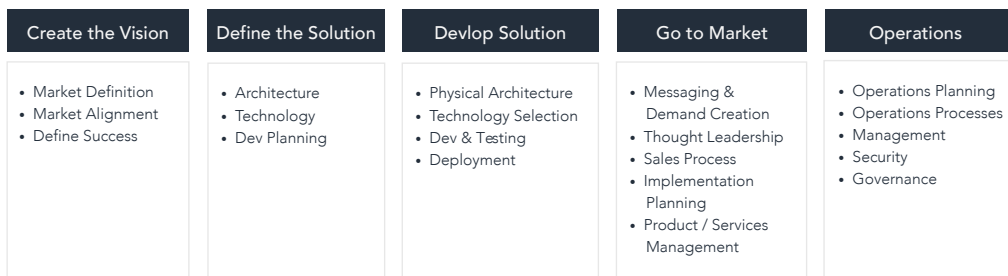 Create the Vision
• Market Definition
• Market Alignment
• Define Success
Define the Solution
• Architecture
• Technology
• Dev Planning
Devlop Solution
• Physical Architecture
• Technology Selection
• Dev & Testing
• Deployment
Go to Market
• Messaging &
Demand Creation
• Thought Leadership
• Sales Process
• Implementation
Planning
• Product / Services
Management
Operations
• Operations Planning
• Operations Processes
• Management
• Security
• Governance